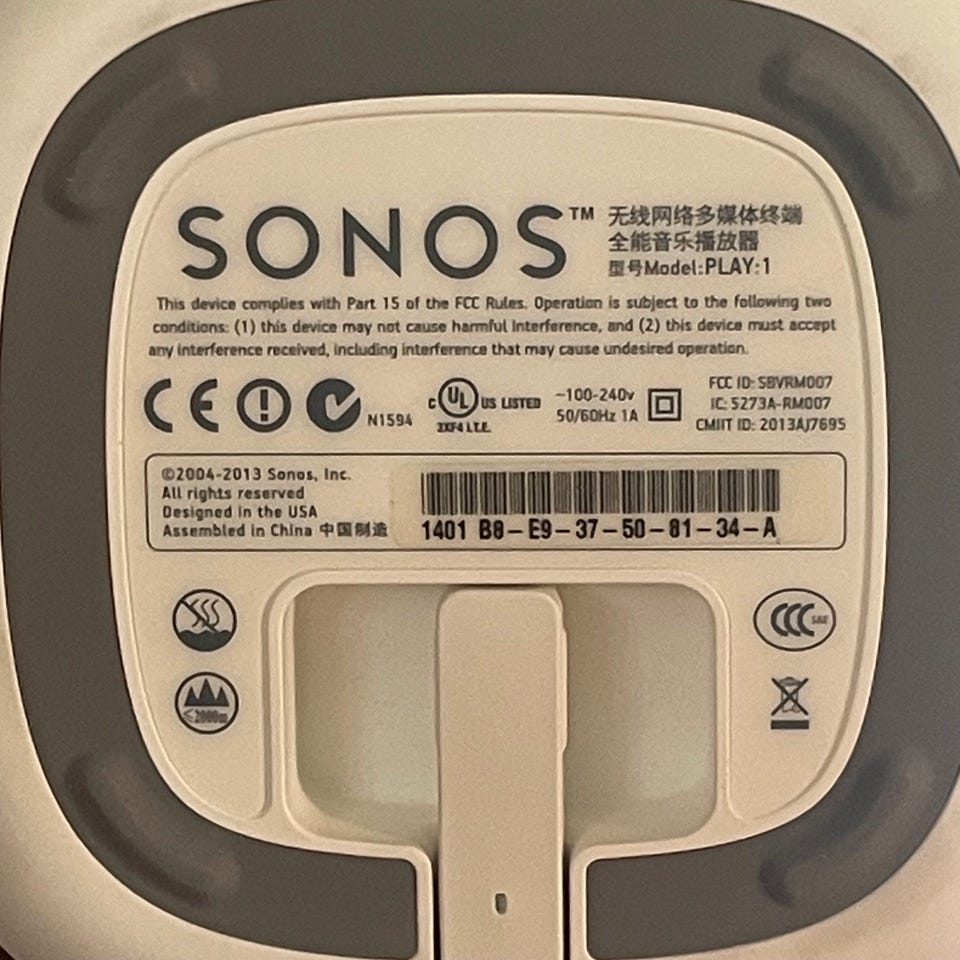 SONOS™
无线网络多媒体终端
全能音乐播放器
型号Model:PLAY:1
This device complies with Part 15 of the FCC Rules. Operation is subject to the following two
conditions: (1) this device may not cause harmful interference, and (2) this device must accept
any interference received, including interference that may cause undesired operation.
CE
N1594
c UL US LISTED
3XF4 I.T.E.
~100-240v
50/60Hz 1A
FCC ID: SBVRM007
IC: 5273A-RM007
CMIIT ID: 2013AJ7695
©2004-2013 Sonos, Inc.
All rights reserved
Designed in the USA
Assembled in China 中国制造
1401 B8-E9-37-50-81-34-A
CCC
≤2000m